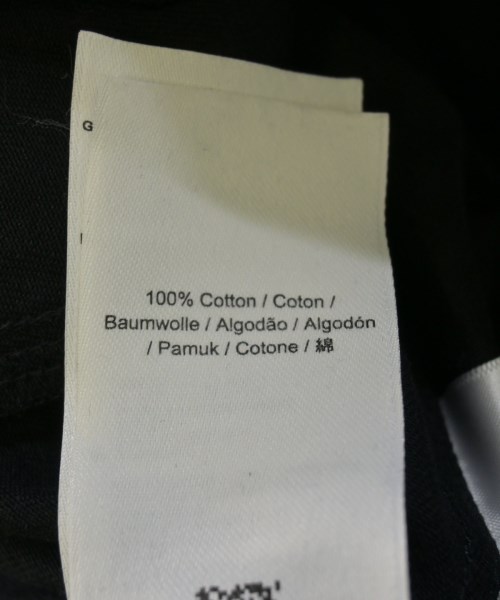 G
100% Cotton / Coton /
Baumwolle / Algodão / Algodón
/ Pamuk / Cotone / 綿